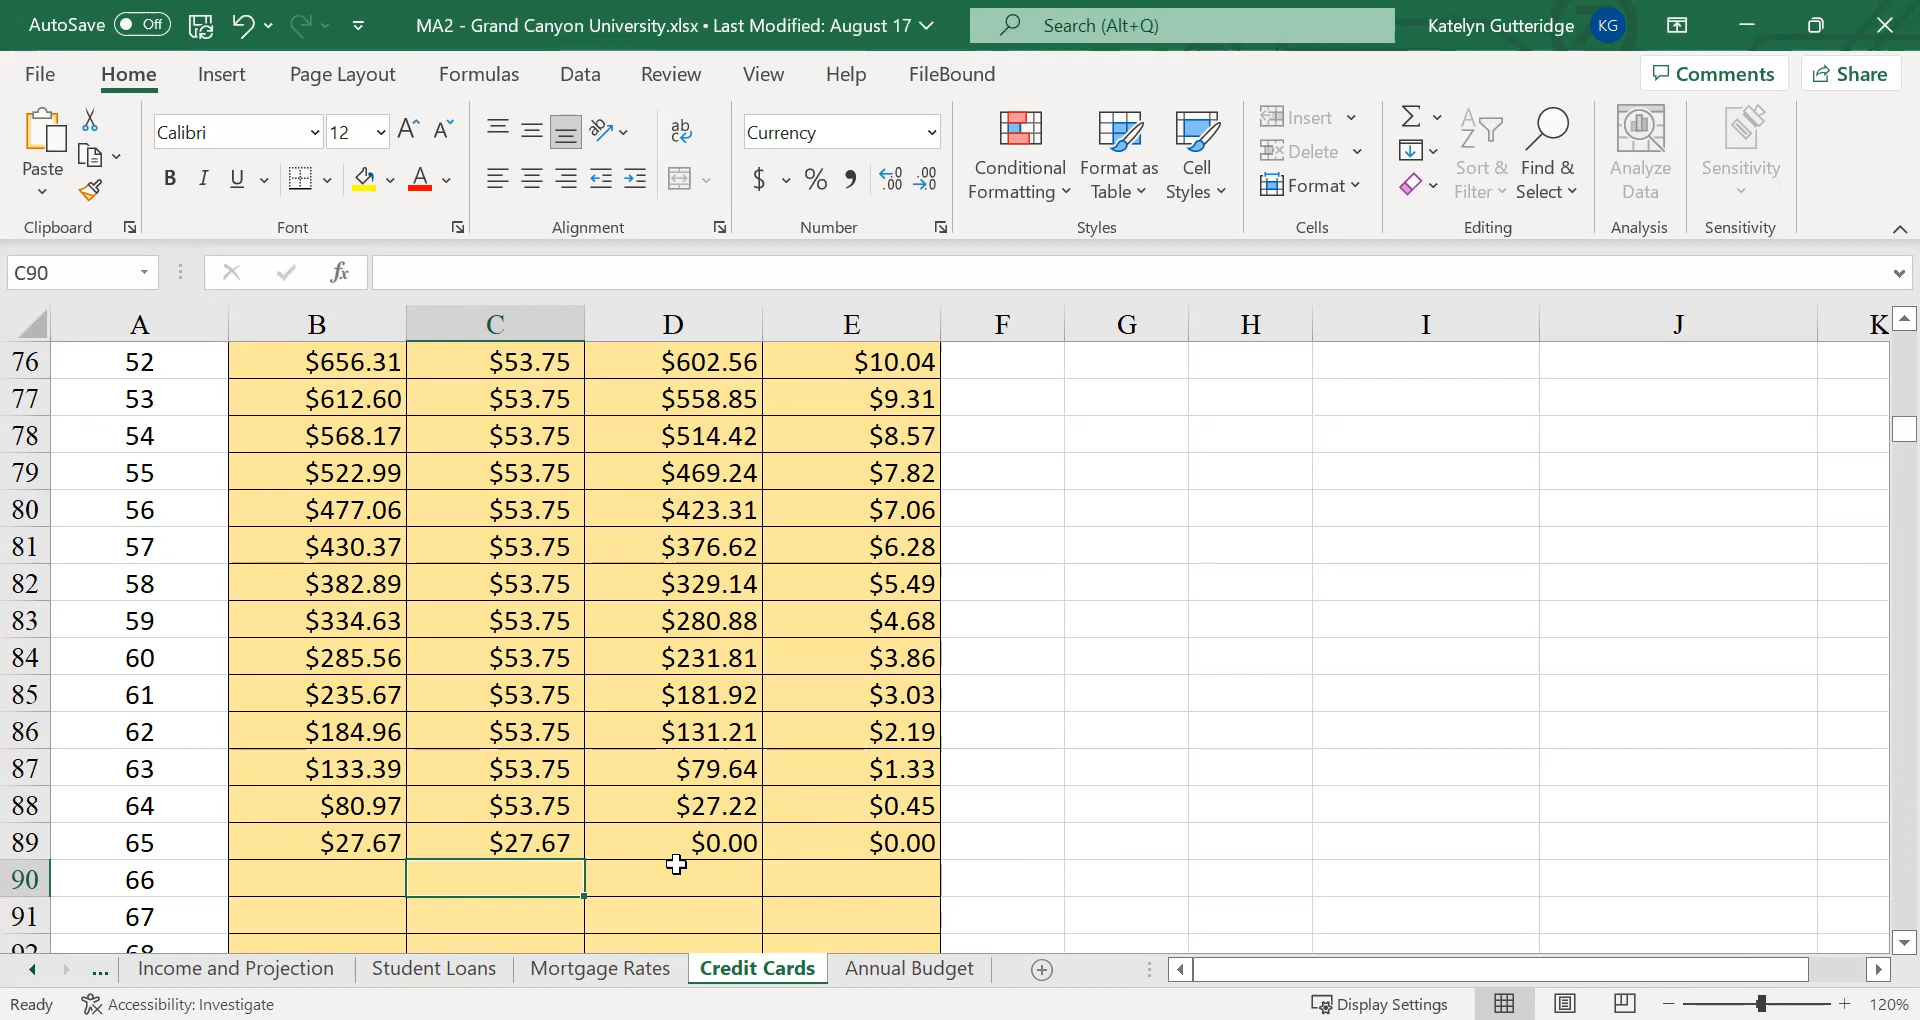 AutoSave Off MA2 - Grand Canyon University.xlsx • Last Modified: August 17 Search (Alt+Q) Katelyn Gutteridge KG
File Home Insert Page Layout Formulas Data Review View Help FileBound Comments Share
Paste
Clipboard
Calibri 12
B I U A
Font
ab
c
Alignment
Currency
$ % , .00 .00
Number
Conditional Formatting
Format as Table
Cell Styles
Styles
Insert
Delete
Format
Cells
Sort & Filter
Find & Select
Editing
Analyze Data
Analysis
Sensitivity
Sensitivity
C90 fx
A B C D E F G H I J K
76 52 $656.31 $53.75 $602.56 $10.04
77 53 $612.60 $53.75 $558.85 $9.31
78 54 $568.17 $53.75 $514.42 $8.57
79 55 $522.99 $53.75 $469.24 $7.82
80 56 $477.06 $53.75 $423.31 $7.06
81 57 $430.37 $53.75 $376.62 $6.28
82 58 $382.89 $53.75 $329.14 $5.49
83 59 $334.63 $53.75 $280.88 $4.68
84 60 $285.56 $53.75 $231.81 $3.86
85 61 $235.67 $53.75 $181.92 $3.03
86 62 $184.96 $53.75 $131.21 $2.19
87 63 $133.39 $53.75 $79.64 $1.33
88 64 $80.97 $53.75 $27.22 $0.45
89 65 $27.67 $27.67 $0.00 $0.00
90 66
91 67
92 68
... Income and Projection Student Loans Mortgage Rates Credit Cards Annual Budget
Ready Accessibility: Investigate Display Settings 120%